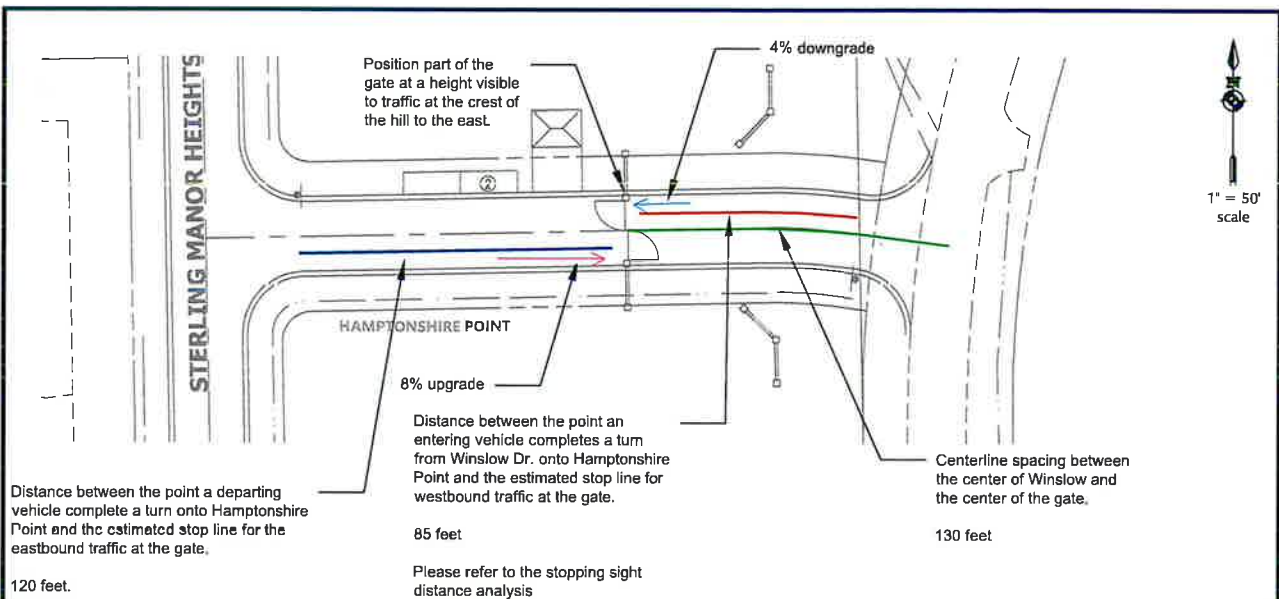 4% downgrade
Position part of the
gate at a height visible
to traffic at the crest of
the hill to the east.
STERLING MANOR HEIGHTS
②
N
1" = 50'
scale
HAMPTONSHIRE POINT
8% upgrade
Distance between the point an
entering vehicle completes a turn
from Winslow Dr. onto Hamptonshire
Point and the estimated stop line for
westbound traffic at the gate.
85 feet
Please refer to the stopping sight
distance analysis
Centerline spacing between
the center of Winslow and
the center of the gate.
130 feet
Distance between the point a departing
vehicle complete a turn onto Hamptonshire
Point and the estimated stop line for the
eastbound traffic at the gate.
120 feet.